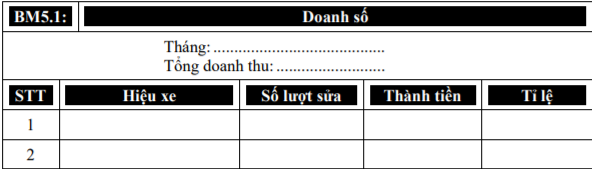 BM5.1: Doanh số
Tháng: ..........................................
Tổng doanh thu: ...........................
STT Hiệu xe Số lượt sửa Thành tiền Tỉ lệ
1
2